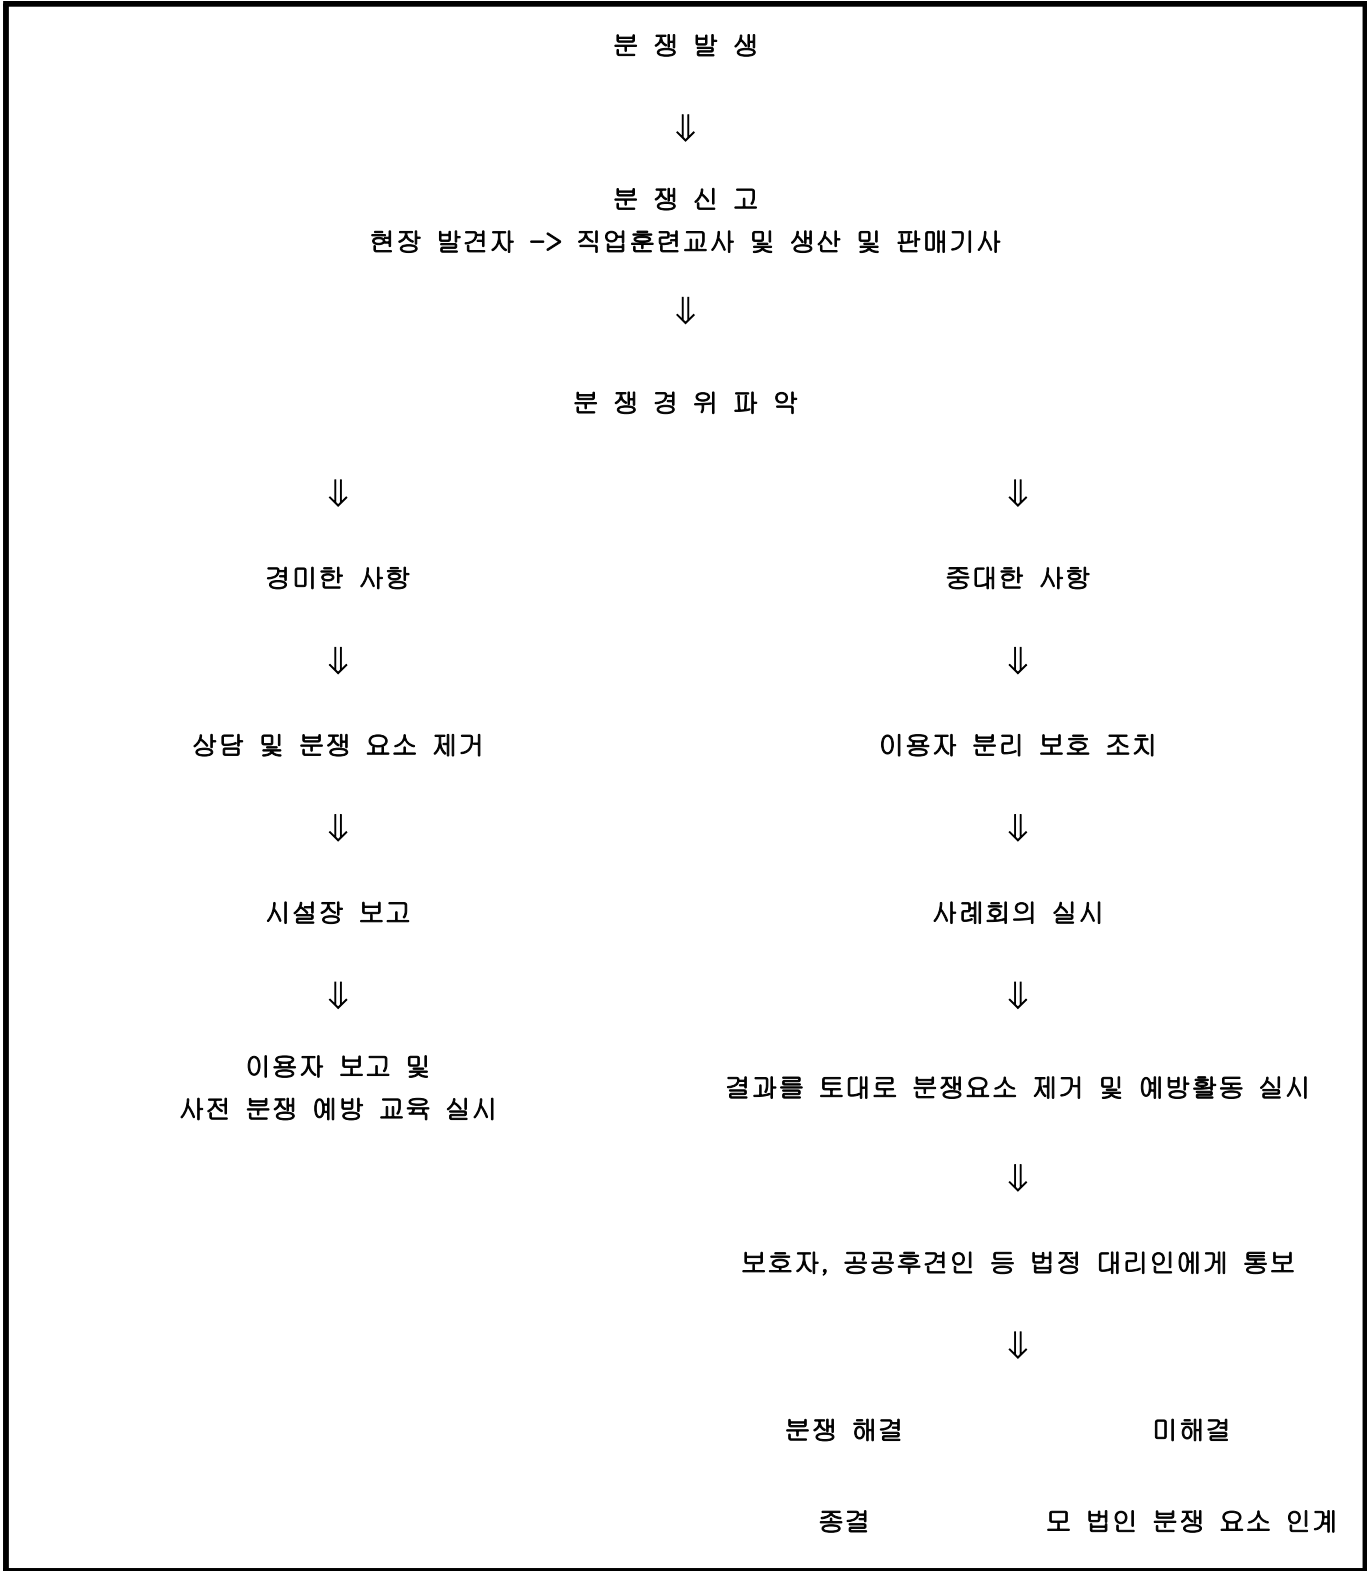 분 쟁 발 생
⇓
분 쟁 신 고
현장 발견자 -> 직업훈련교사 및 생산 및 판매기사
⇓
분 쟁 경 위 파 악
⇓ ⇓
경미한 사항 중대한 사항
⇓ ⇓
상담 및 분쟁 요소 제거 이용자 분리 보호 조치
⇓ ⇓
시설장 보고 사례회의 실시
⇓ ⇓
이용자 보고 및
사전 분쟁 예방 교육 실시
결과를 토대로 분쟁요소 제거 및 예방활동 실시
⇓
보호자, 공공후견인 등 법정 대리인에게 통보
⇓
분쟁 해결 미해결
종결 모 법인 분쟁 요소 인계